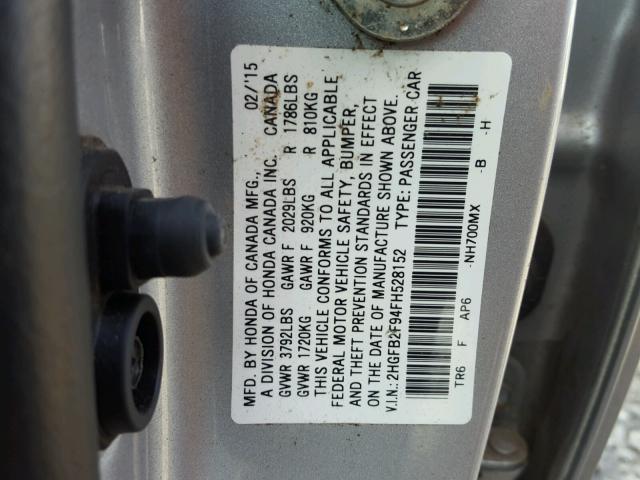 MFD. BY HONDA OF CANADA MFG., 02/'15
A DIVISION OF HONDA CANADA INC. CANADA
GVWR 3792LBS GAWR F 2029LBS R 1786LBS
GVWR 1720KG GAWR F 920KG R 810KG
THIS VEHICLE CONFORMS TO ALL APPLICABLE
FEDERAL MOTOR VEHICLE SAFETY, BUMPER,
AND THEFT PREVENTION STANDARDS IN EFFECT
ON THE DATE OF MANUFACTURE SHOWN ABOVE.
V.I.N.: 2HGFB2F94FH528152 TYPE: PASSENGER CAR
TR6 F AP6 -NH700MX -B -H